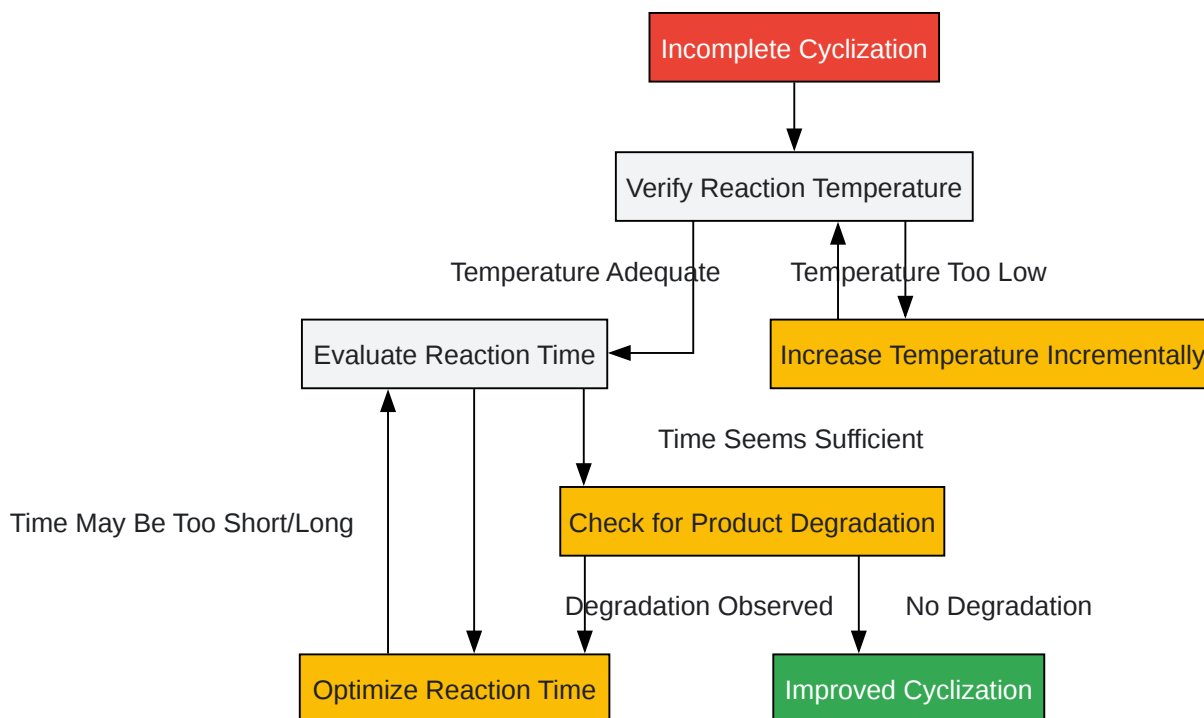 Incomplete Cyclization
Verify Reaction Temperature
Temperature Adequate
Temperature Too Low
Evaluate Reaction Time
Increase Temperature Incrementally
Time Seems Sufficient
Time May Be Too Short/Long
Check for Product Degradation
Degradation Observed
No Degradation
Optimize Reaction Time
Improved Cyclization